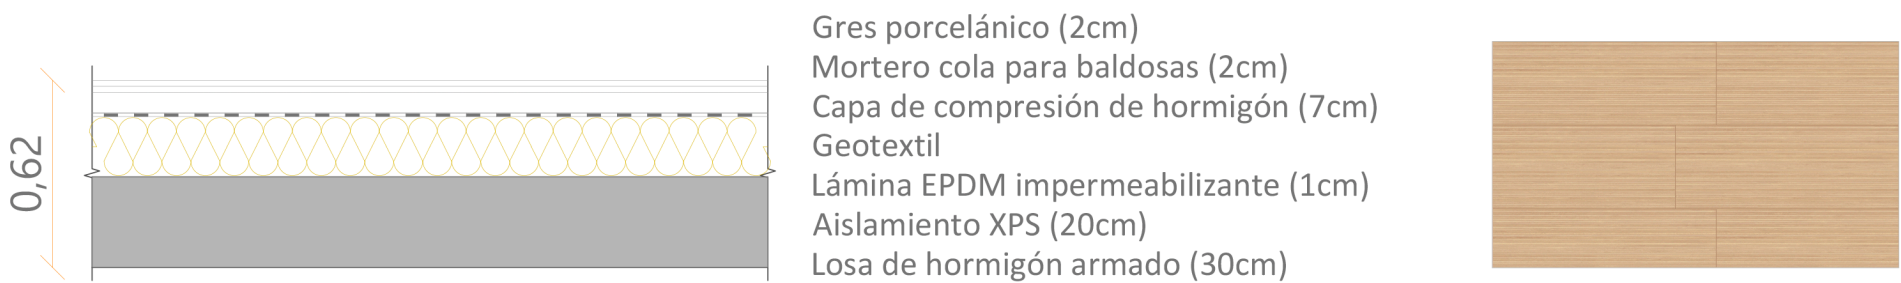 0,62
Gres porcelánico (2cm)
Mortero cola para baldosas (2cm)
Capa de compresión de hormigón (7cm)
Geotextil
Lámina EPDM impermeabilizante (1cm)
Aislamiento XPS (20cm)
Losa de hormigón armado (30cm)